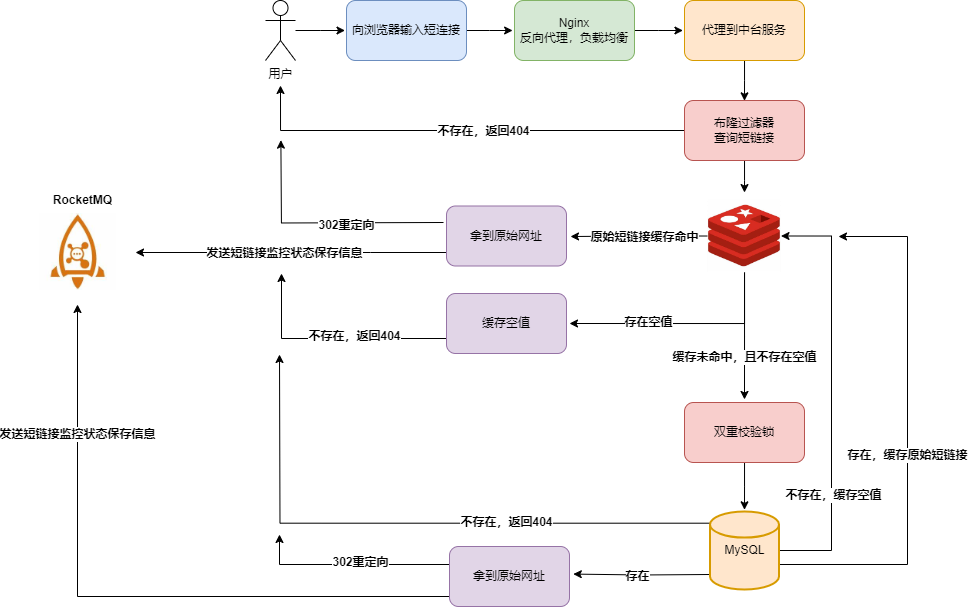 向浏览器输入短连接
Nginx
反向代理，负载均衡
代理到中台服务
用户
布隆过滤器
查询短链接
不存在，返回404
RocketMQ
302重定向
拿到原始网址
原始短链接缓存命中
发送短链接监控状态保存信息
缓存空值
存在空值
不存在，返回404
缓存未命中，且不存在空值
发送短链接监控状态保存信息
双重校验锁
存在，缓存原始短链接
不存在，缓存空值
不存在，返回404
MySQL
302重定向
拿到原始网址
存在